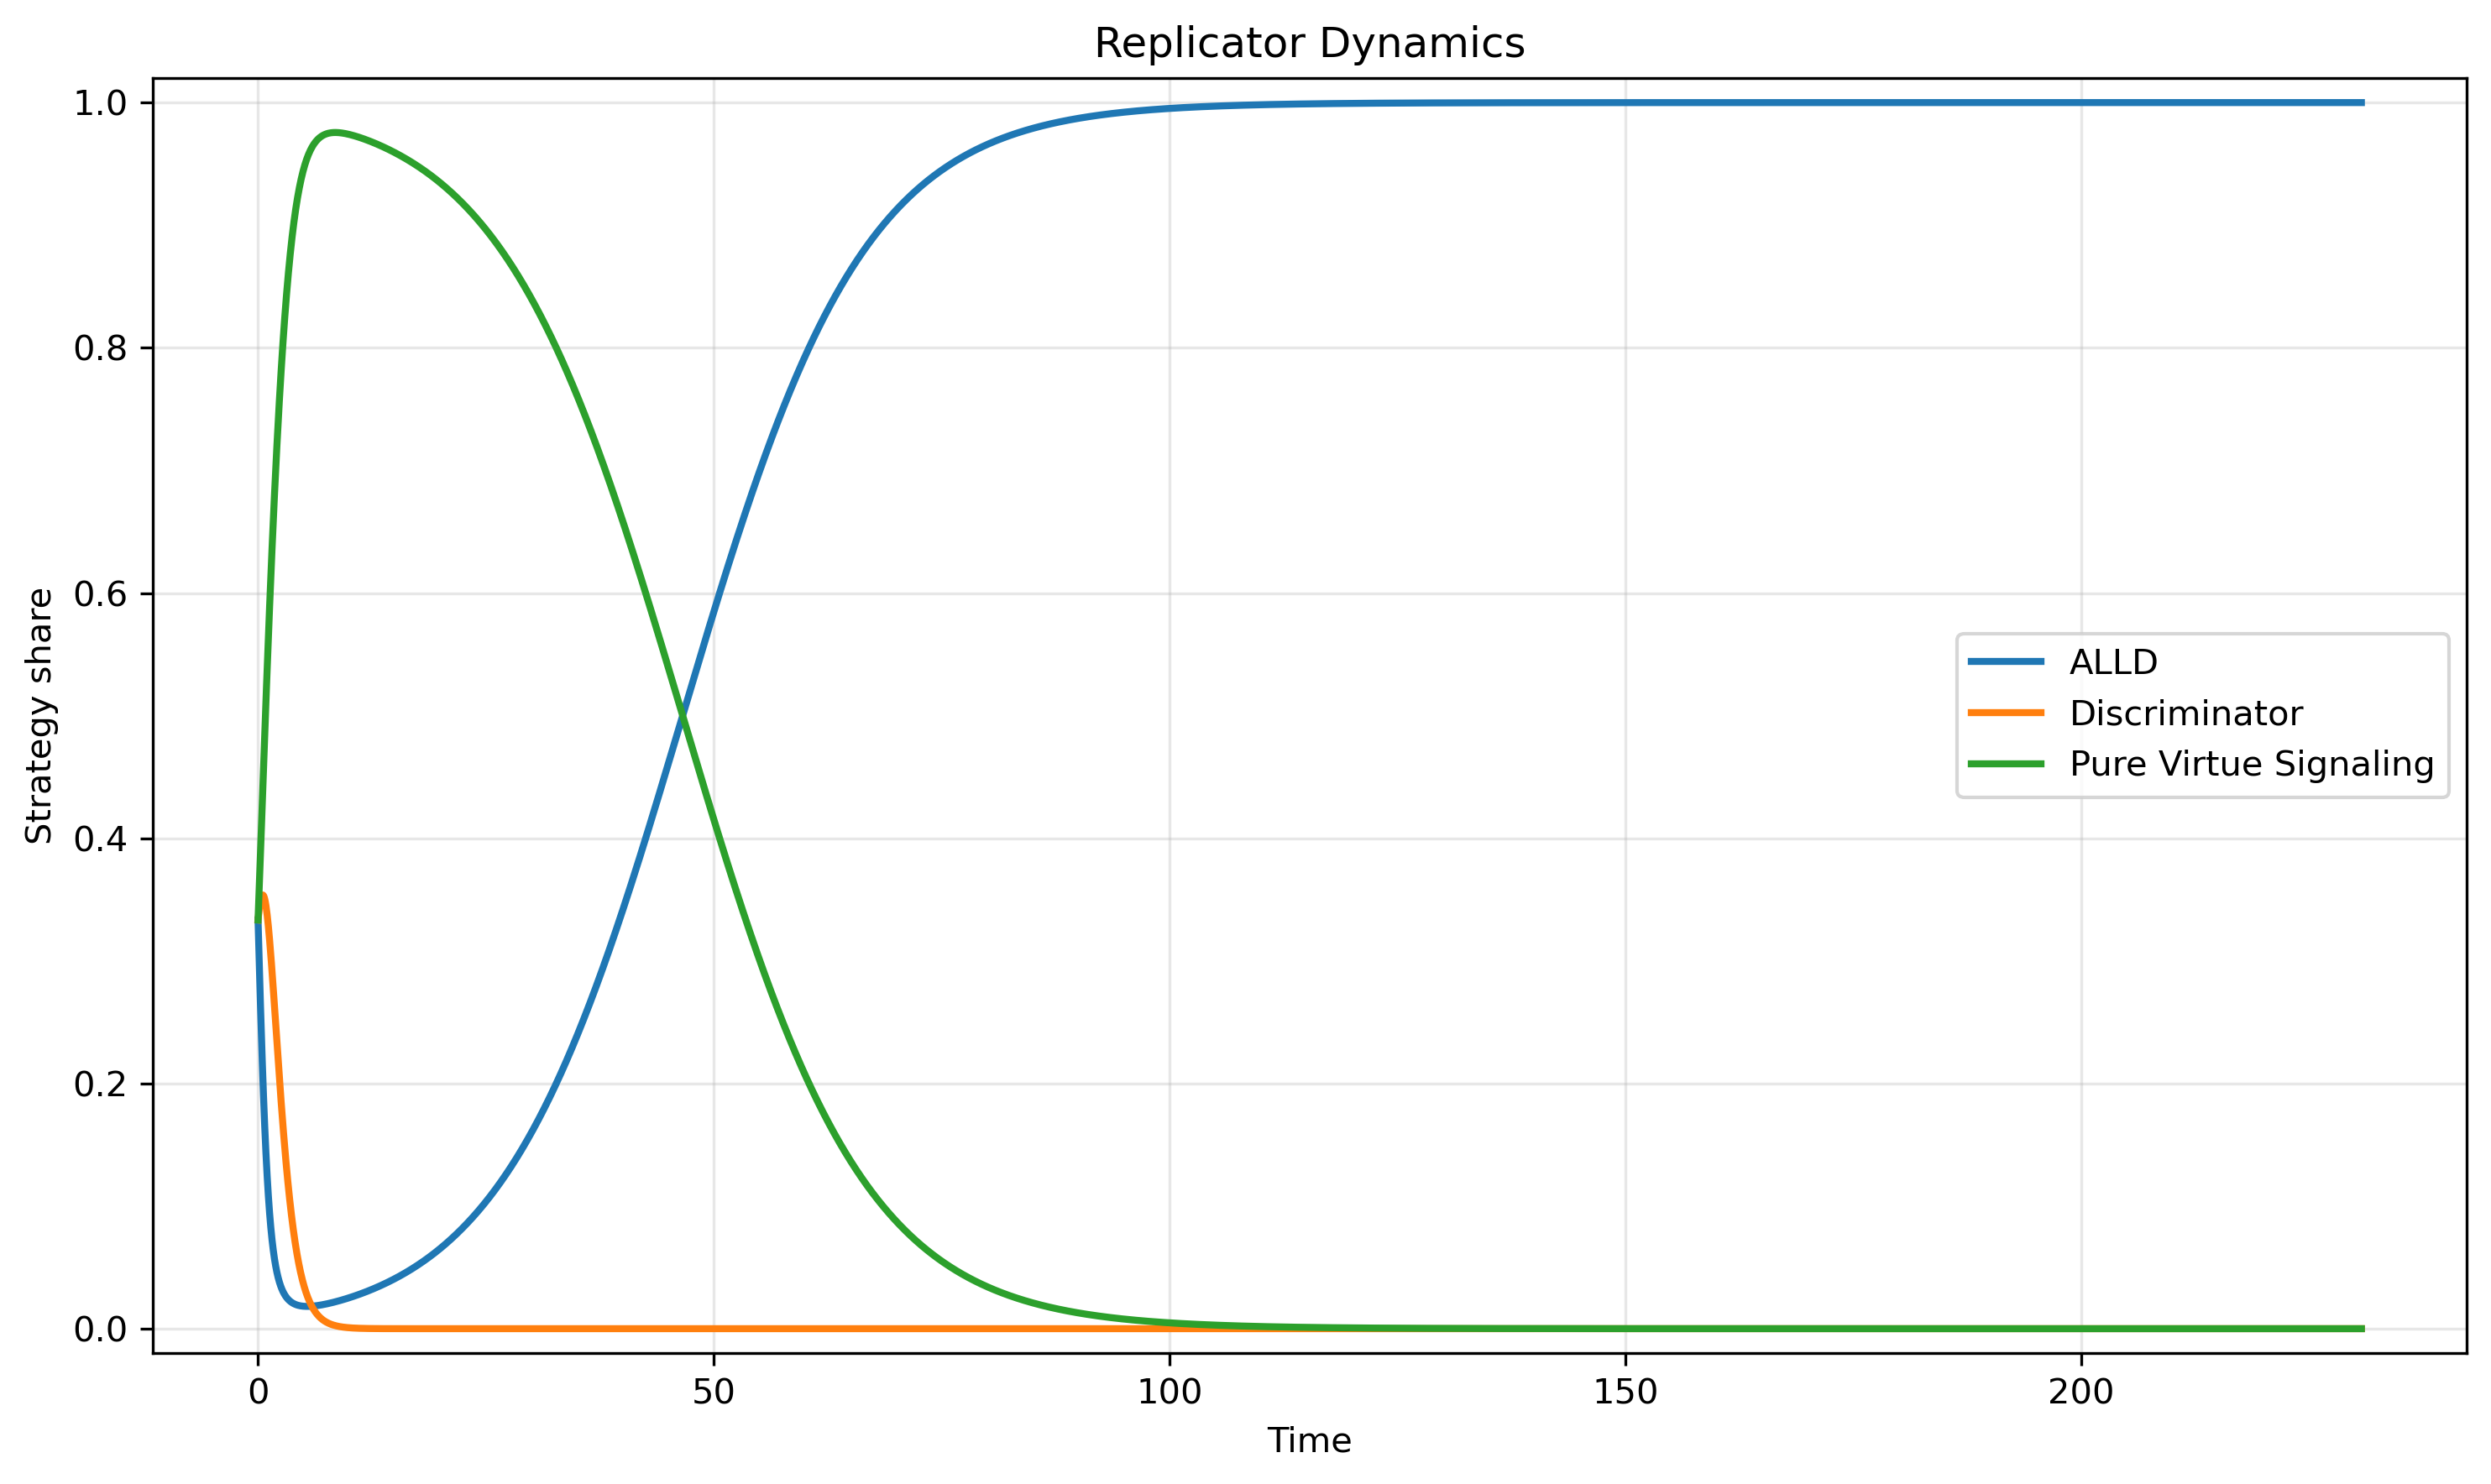 Replicator Dynamics
Strategy share
1.0
0.8
0.6
0.4
0.2
0.0
ALLD
Discriminator
Pure Virtue Signaling
0 50 100 150 200
Time